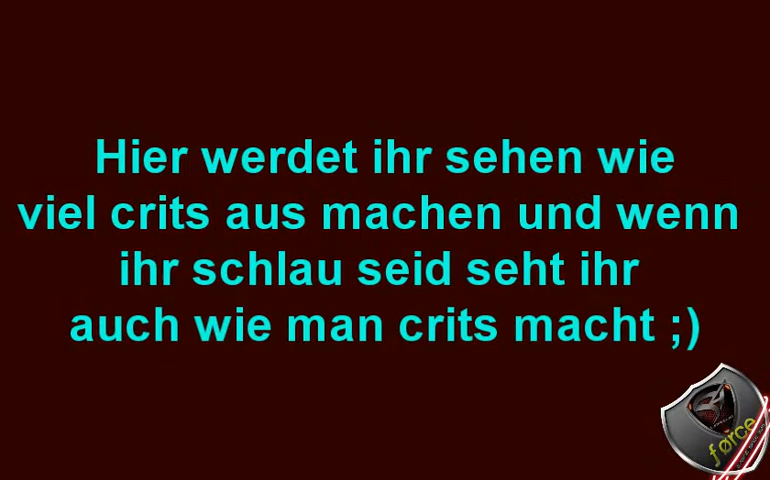 Hier werdet ihr sehen wie
viel crits aus machen und wenn
ihr schlau seid seht ihr
auch wie man crits macht ;)
førce